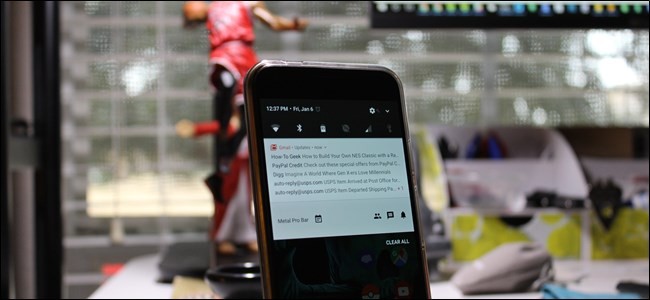 12:37 PM • Fri, Jan 6
Gmail • Updates • now
How-To Geek How to Build Your Own NES Classic with a Ra..
PayPal Credit Check out these special offers from PayPal C...
Digg Imagine A World Where Gen X-ers Love Millennials
auto-reply@usps.com USPS Item Arrived at Post Office for...
auto-reply@usps.com USPS Item Departed Shipping Pa...
Metal Pro Bar
CLEAR ALL